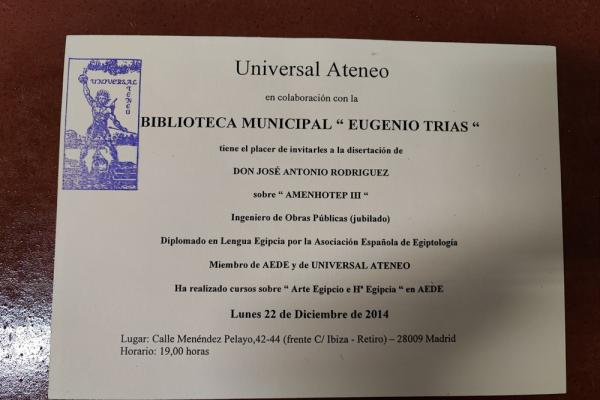 Universal Ateneo
UNIVERSAL
ATENEO
en colaboración con la
BIBLIOTECA MUNICIPAL “ EUGENIO TRIAS “
tiene el placer de invitarles a la disertación de
DON JOSÉ ANTONIO RODRIGUEZ
sobre “ AMENHOTEP III “
Ingeniero de Obras Públicas (jubilado)
Diplomado en Lengua Egipcia por la Asociación Española de Egiptología
Miembro de AEDE y de UNIVERSAL ATENEO
Ha realizado cursos sobre “ Arte Egipcio e Hª Egipcia “ en AEDE
Lunes 22 de Diciembre de 2014
Lugar: Calle Menéndez Pelayo,42-44 (frente C/ Ibiza - Retiro) – 28009 Madrid
Horario: 19,00 horas